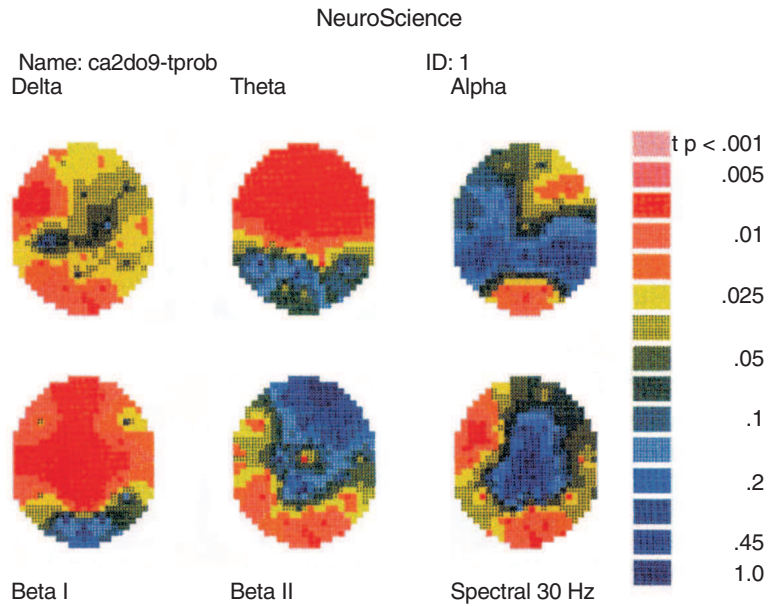 NeuroScience
Name: ca2do9-tprob ID: 1
Delta Theta Alpha
t p < .001
.005
.01
.025
.05
.1
.2
.45
1.0
Beta I Beta II Spectral 30 Hz